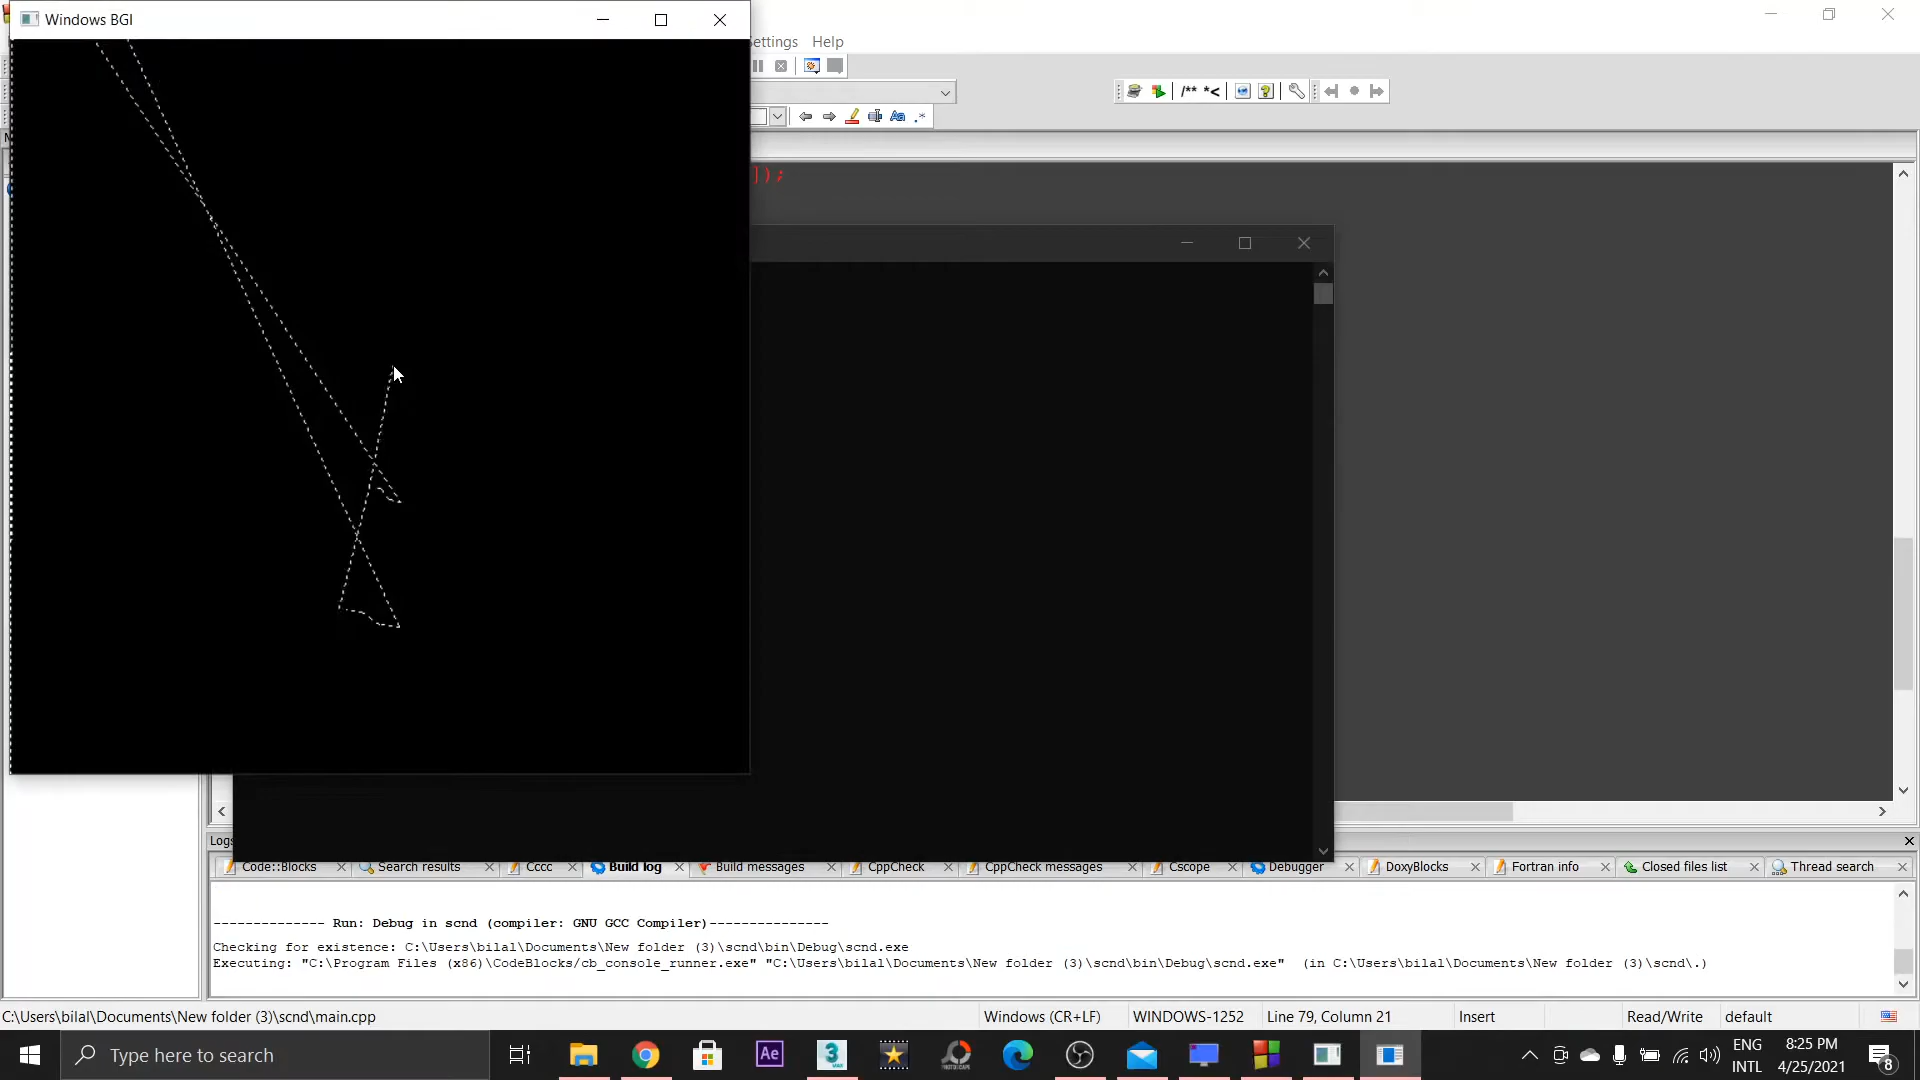 Windows BGI
Settings Help
/** *<
Aa .*
]);
Logs
Code::Blocks Search results Cccc Build log Build messages CppCheck CppCheck messages Cscope Debugger DoxyBlocks Fortran info Closed files list Thread search
-------------- Run: Debug in scnd (compiler: GNU GCC Compiler)---------------
Checking for existence: C:\Users\bilal\Documents\New folder (3)\scnd\bin\Debug\scnd.exe
Executing: "C:\Program Files (x86)\CodeBlocks/cb_console_runner.exe" "C:\Users\bilal\Documents\New folder (3)\scnd\bin\Debug\scnd.exe"  (in C:\Users\bilal\Documents\New folder (3)\scnd\.)
C:\Users\bilal\Documents\New folder (3)\scnd\main.cpp Windows (CR+LF) WINDOWS-1252 Line 79, Column 21 Insert Read/Write default
Type here to search
Ae
3
ENG
INTL
8:25 PM
4/25/2021
8